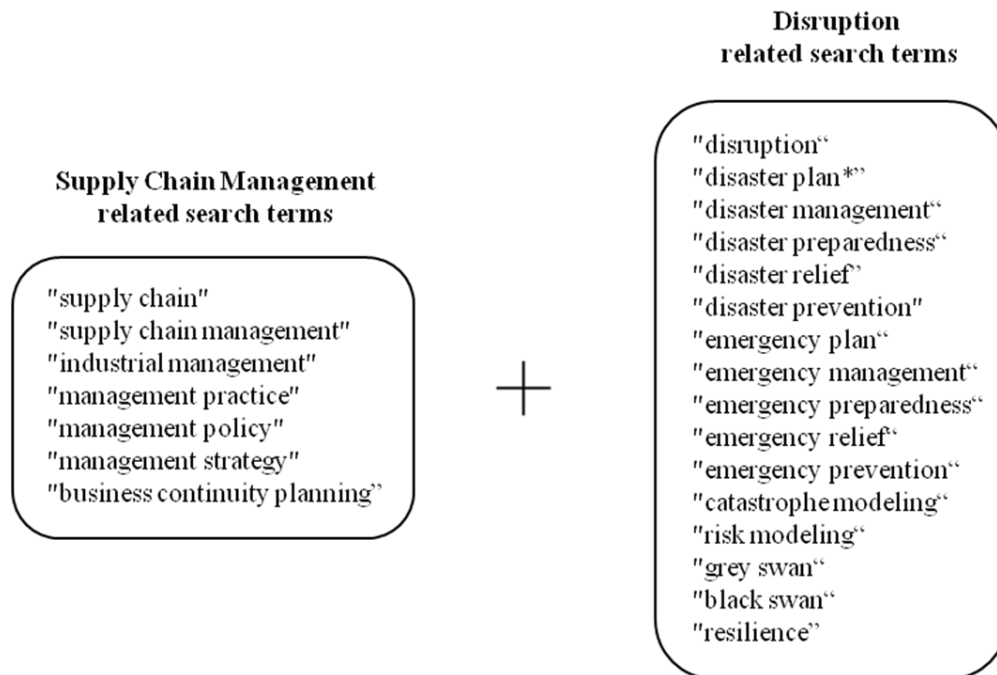 Supply Chain Management
related search terms
"supply chain"
"supply chain management"
"industrial management"
"management practice"
"management policy"
"management strategy"
"business continuity planning”
+
Disruption
related search terms
"disruption“
"disaster plan*”
"disaster management“
"disaster preparedness“
"disaster relief”
"disaster prevention"
"emergency plan“
"emergency management“
"emergency preparedness“
"emergency relief“
"emergency prevention“
"catastrophe modeling“
"risk modeling“
"grey swan“
"black swan“
"resilience”